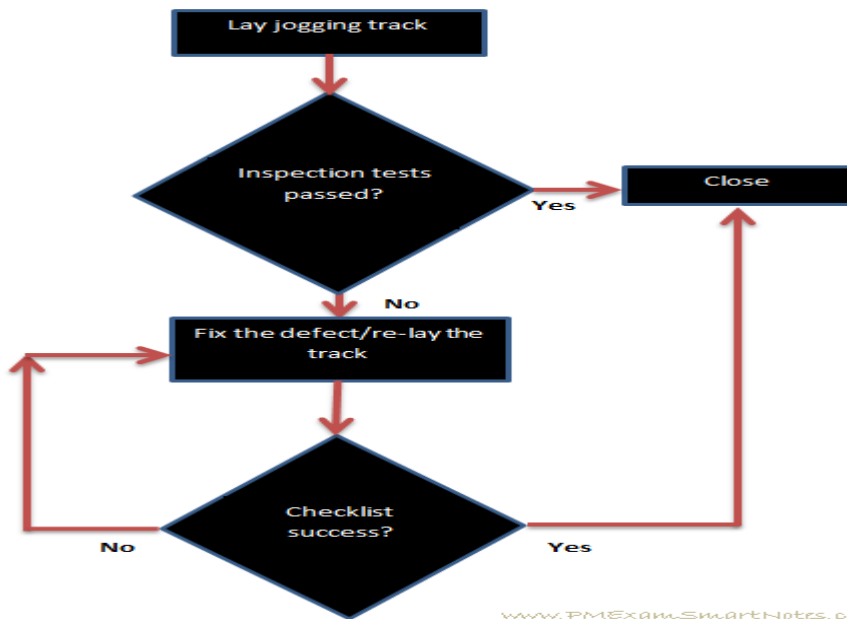 Lay jogging track
Inspection tests
passed?
Yes
Close
No
Fix the defect/re-lay the
track
Checklist
success?
No
Yes
www.PMExamSmartNotes.c